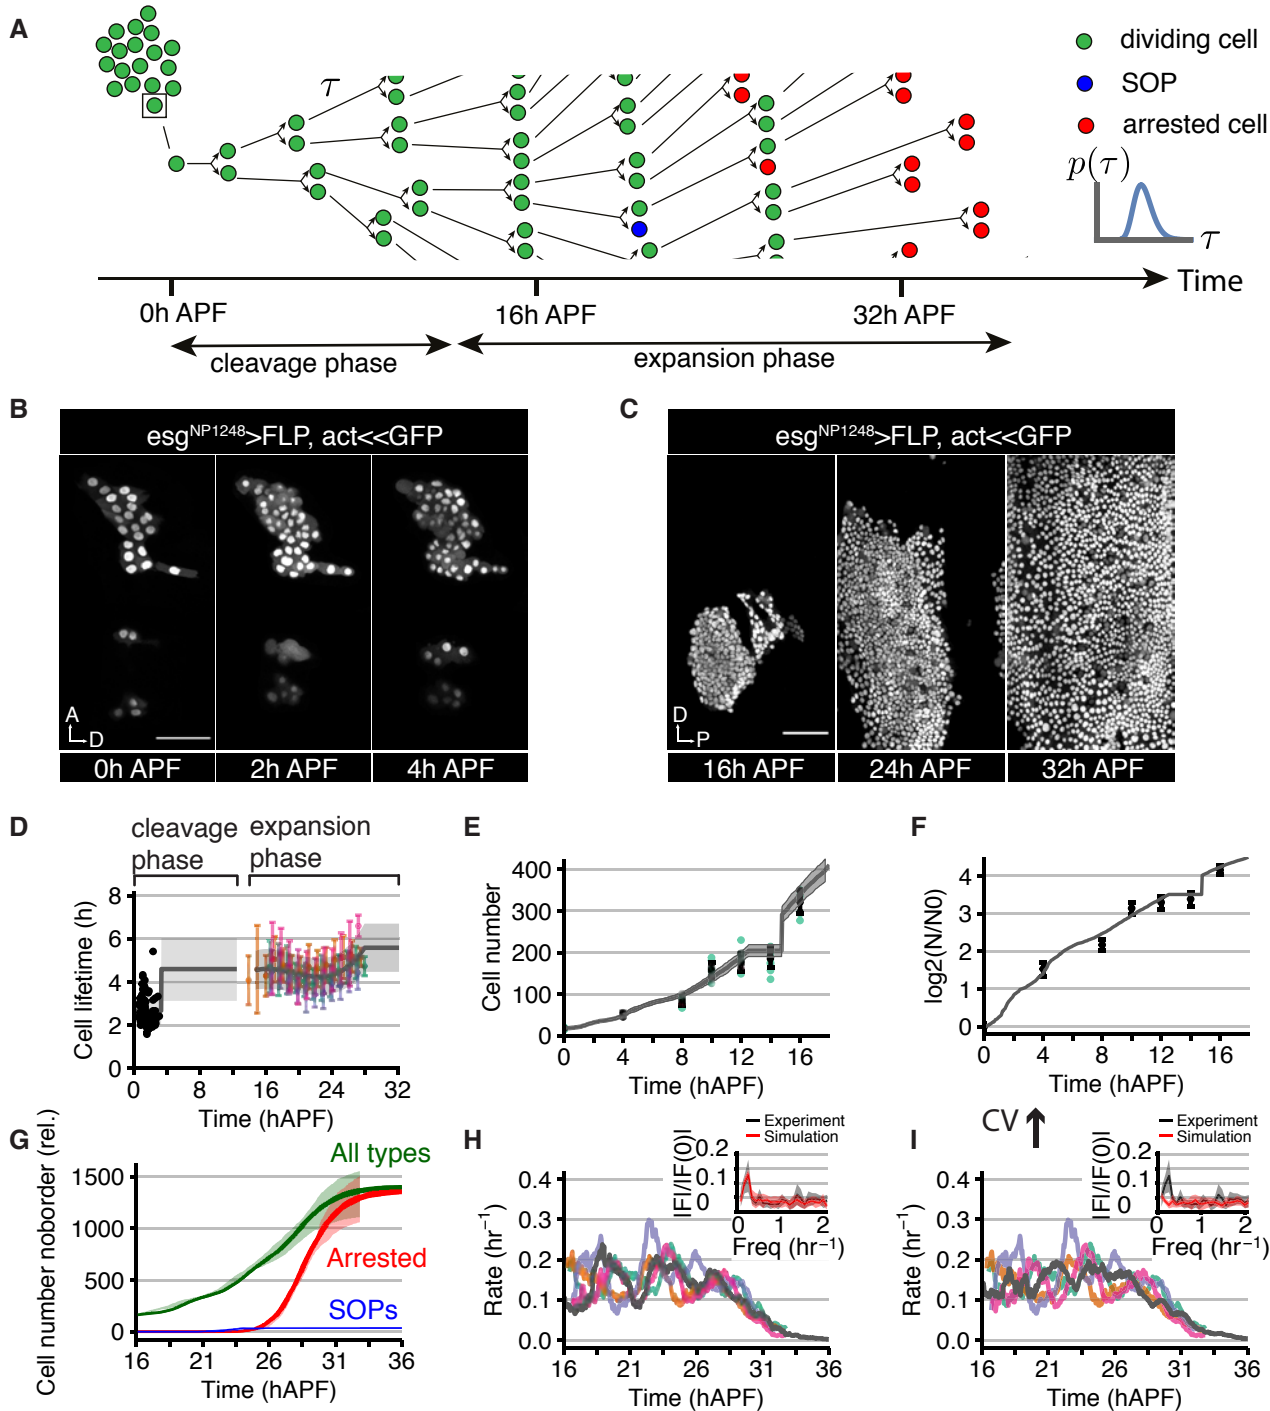 A
dividing cell
SOP
arrested cell
τ
p(τ)
τ
Time
0h APF
16h APF
32h APF
cleavage phase
expansion phase
B
esgNP1248>FLP, act<<GFP
A
D
0h APF
2h APF
4h APF
C
esgNP1248>FLP, act<<GFP
D
P
16h APF
24h APF
32h APF
D
cleavage
phase
expansion
phase
Cell lifetime (h)
8
6
4
2
0
0 8 16 24 32
Time (hAPF)
E
Cell number
400
300
200
100
0
0 4 8 12 16
Time (hAPF)
F
log2(N/N0)
4
3
2
1
0
0 4 8 12 16
Time (hAPF)
G
Cell number noborder (rel.)
1500
1000
500
0
All types
Arrested
SOPs
16 21 26 31 36
Time (hAPF)
H
Experiment
Simulation
|F|/|F(0)|
0.2
0.1
0
0 1 2
Freq (hr−1)
Rate (hr−1)
0.4
0.3
0.2
0.1
0.0
16 21 26 31 36
Time (hAPF)
I
CV
Experiment
Simulation
|F|/|F(0)|
0.2
0.1
0
0 1 2
Freq (hr−1)
Rate (hr−1)
0.4
0.3
0.2
0.1
0.0
16 21 26 31 36
Time (hAPF)